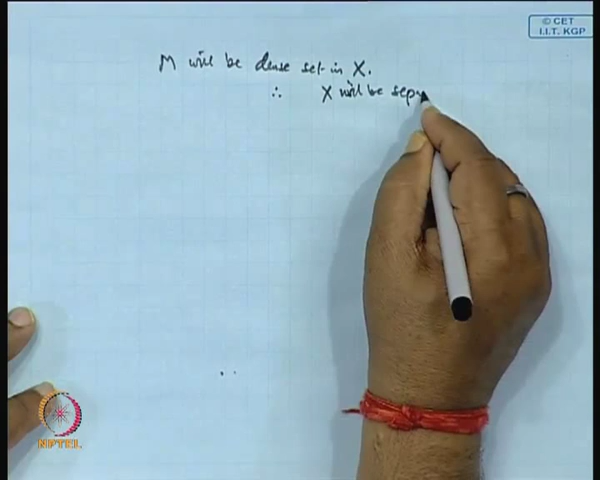 © CET
I.I.T. KGP
M will be dense set in X.
∴ X will be sep
NPTEL